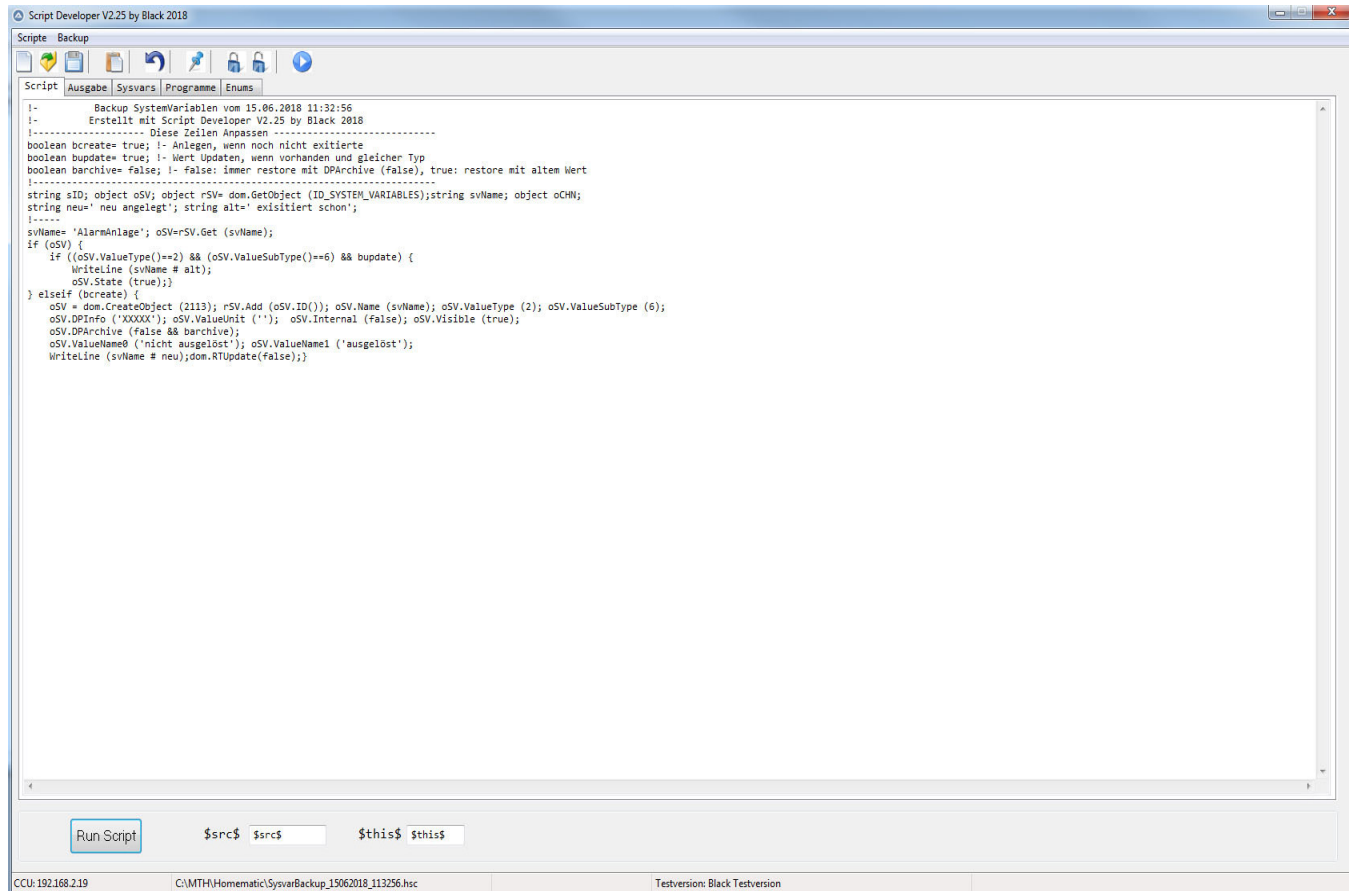 Script Developer V2.25 by Black 2018
Scripte Backup
Script Ausgabe Sysvars Programme Enums
!- Backup SystemVariablen vom 15.06.2018 11:32:56
!- Erstellt mit Script Developer V2.25 by Black 2018
!-------------------- Diese Zeilen Anpassen -----------------------------
boolean bcreate= true; !- Anlegen, wenn noch nicht exitierte
boolean bupdate= true; !- Wert Updaten, wenn vorhanden und gleicher Typ
boolean barchive= false; !- false: immer restore mit DPArchive (false), true: restore mit altem Wert
!------------------------------------------------------------------------
string sID; object oSV; object rSV= dom.GetObject (ID_SYSTEM_VARIABLES);string svName; object oCHN;
string neu=' neu angelegt'; string alt=' exisitiert schon';
!-----
svName= 'AlarmAnlage'; oSV=rSV.Get (svName);
if (oSV) {
if ((oSV.ValueType()==2) && (oSV.ValueSubType()==6) && bupdate) {
WriteLine (svName # alt);
oSV.State (true);}
} elseif (bcreate) {
oSV = dom.CreateObject (2113); rSV.Add (oSV.ID()); oSV.Name (svName); oSV.ValueType (2); oSV.ValueSubType (6);
oSV.DPInfo ('XXXXX'); oSV.ValueUnit (''); oSV.Internal (false); oSV.Visible (true);
oSV.DPArchive (false && barchive);
oSV.ValueName0 ('nicht ausgelöst'); oSV.ValueName1 ('ausgelöst');
WriteLine (svName # neu);dom.RTUpdate(false);}
Run Script $src$ $src$ $this$ $this$
CCU: 192.168.2.19 C:\MTH\Homematic\SysvarBackup_15062018_113256.hsc Testversion: Black Testversion